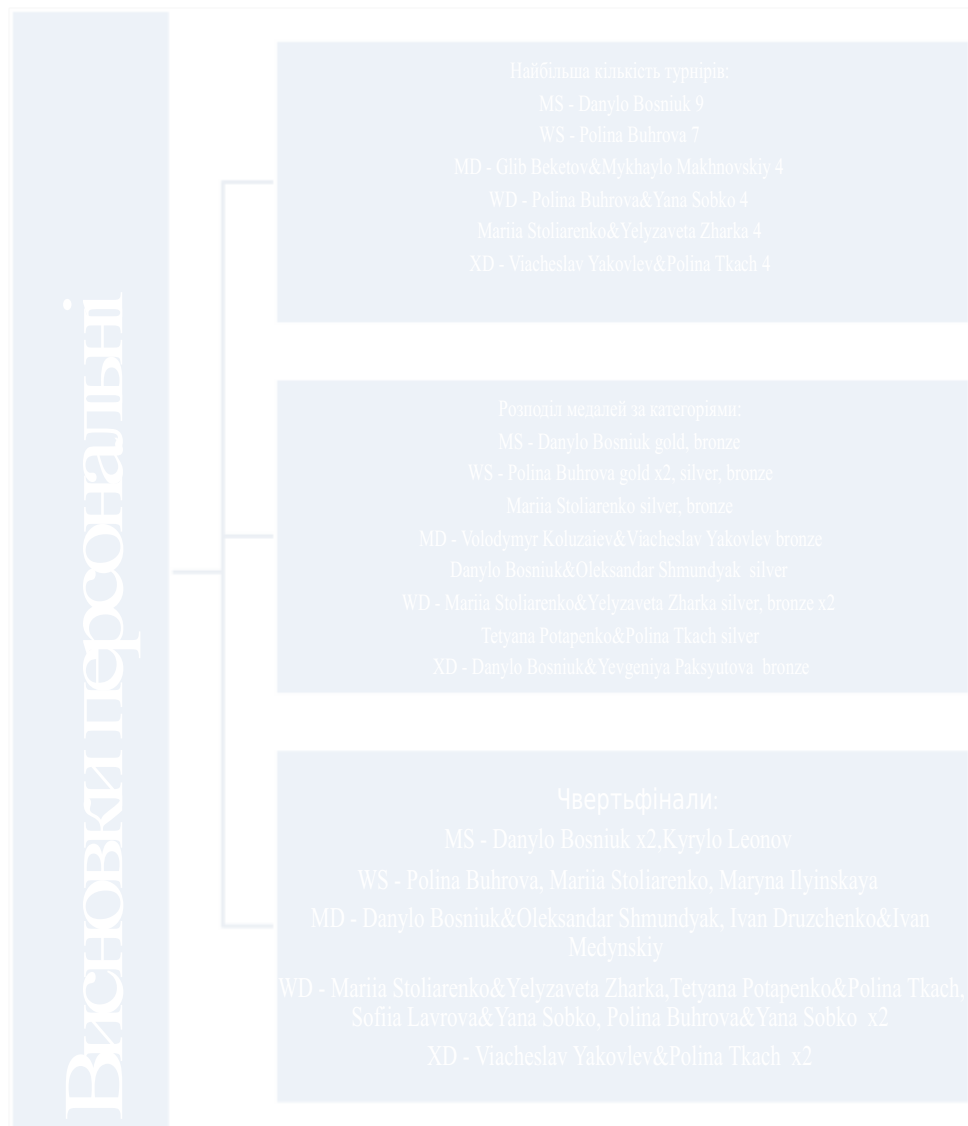 Висновки персональні
Найбільша кількість турнірів:
MS - Danylo Bosniuk 9
WS - Polina Buhrova 7
MD - Glib Beketov&Mykhaylo Makhnovskiy 4
WD - Polina Buhrova&Yana Sobko 4
Mariia Stoliarenko&Yelyzaveta Zharka 4
XD - Viacheslav Yakovlev&Polina Tkach 4
Розподіл медалей за категоріями:
MS - Danylo Bosniuk gold, bronze
WS - Polina Buhrova gold x2, silver, bronze
Mariia Stoliarenko silver, bronze
MD - Volodymyr Koluzaiev&Viacheslav Yakovlev bronze
Danylo Bosniuk&Oleksandar Shmundyak  silver
WD - Mariia Stoliarenko&Yelyzaveta Zharka silver, bronze x2
Tetyana Potapenko&Polina Tkach silver
XD - Danylo Bosniuk&Yevgeniya Paksyutova  bronze
Чвертьфінали:
MS - Danylo Bosniuk x2,Kyrylo Leonov
WS - Polina Buhrova, Mariia Stoliarenko, Maryna Ilyinskaya
MD - Danylo Bosniuk&Oleksandar Shmundyak, Ivan Druzchenko&Ivan
Medynskiy
WD - Mariia Stoliarenko&Yelyzaveta Zharka,Tetyana Potapenko&Polina Tkach,
Sofiia Lavrova&Yana Sobko, Polina Buhrova&Yana Sobko  x2
XD - Viacheslav Yakovlev&Polina Tkach  x2